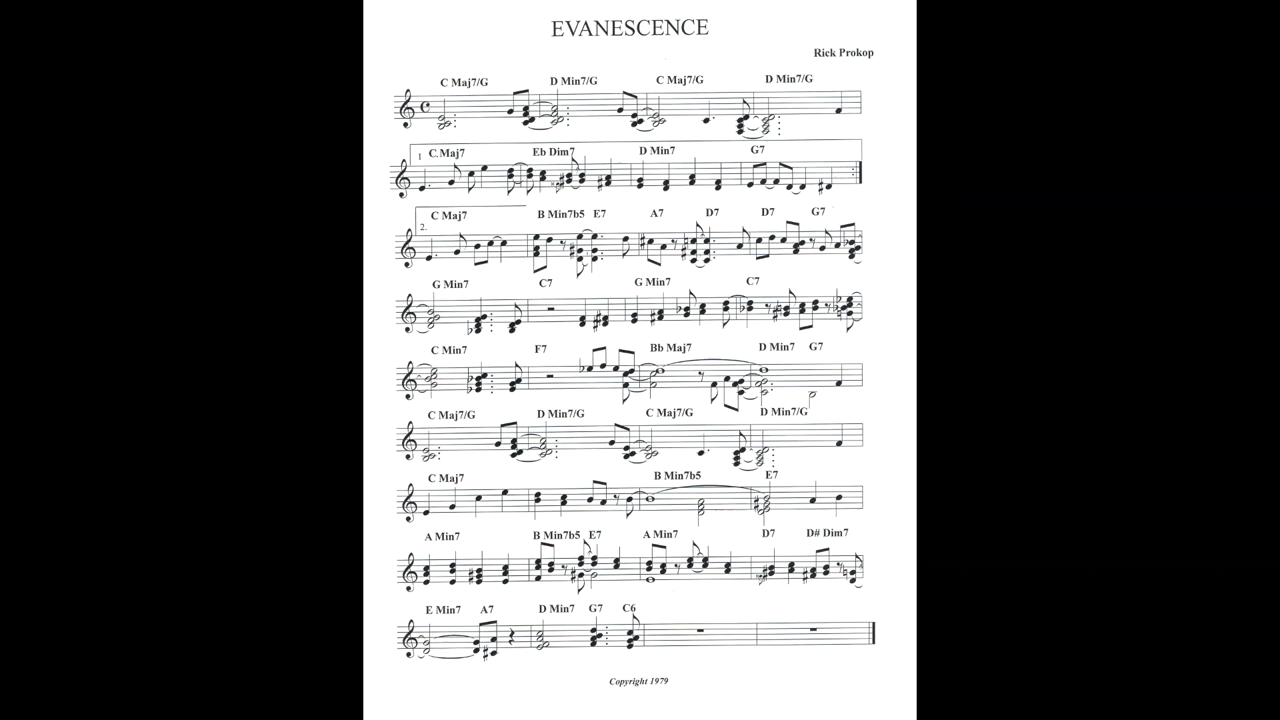 EVANESCENCE
Rick Prokop
C Maj7/G D Min7/G C Maj7/G D Min7/G
1 C Maj7 Eb Dim7 D Min7 G7
C Maj7 B Min7b5 E7 A7 D7 D7 G7
2.
G Min7 C7 G Min7 C7
C Min7 F7 Bb Maj7 D Min7 G7
C Maj7/G D Min7/G C Maj7/G D Min7/G
C Maj7 B Min7b5 E7
A Min7 B Min7b5 E7 A Min7 D7 D# Dim7
E Min7 A7 D Min7 G7 C6
Copyright 1979